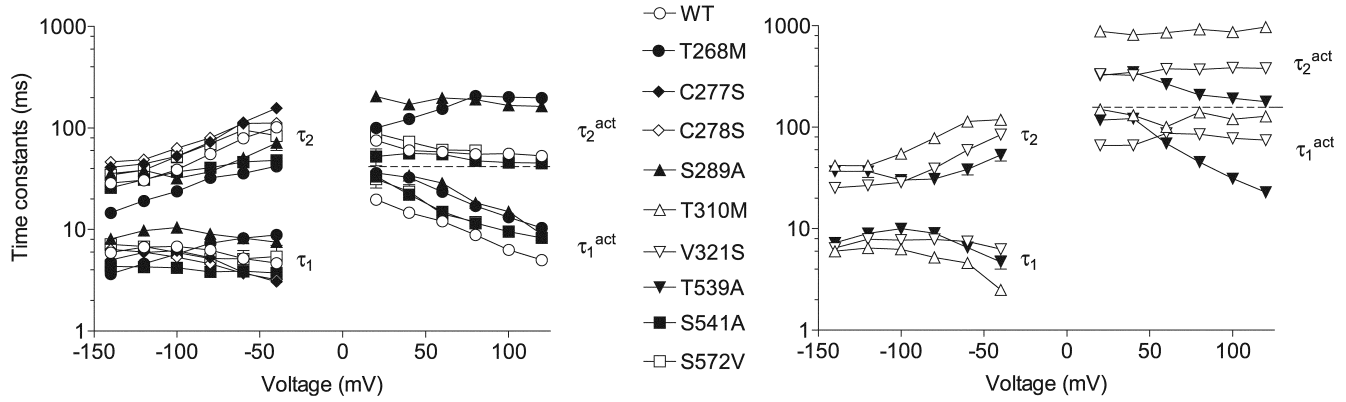 Time constants (ms)
1000
100
10
1
-150
-100
-50
0
50
100
Voltage (mV)
τ2
τ1
τ2act
τ1act
WT
T268M
C277S
C278S
S289A
T310M
V321S
T539A
S541A
S572V
1000
100
10
1
-150
-100
-50
0
50
100
Voltage (mV)
τ2
τ1
τ2act
τ1act